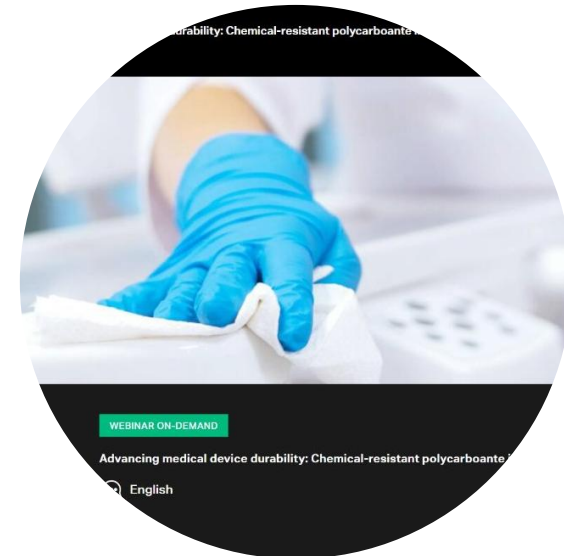 durability: Chemical-resistant polycarboante
WEBINAR ON-DEMAND
Advancing medical device durability: Chemical-resistant polycarboante
English